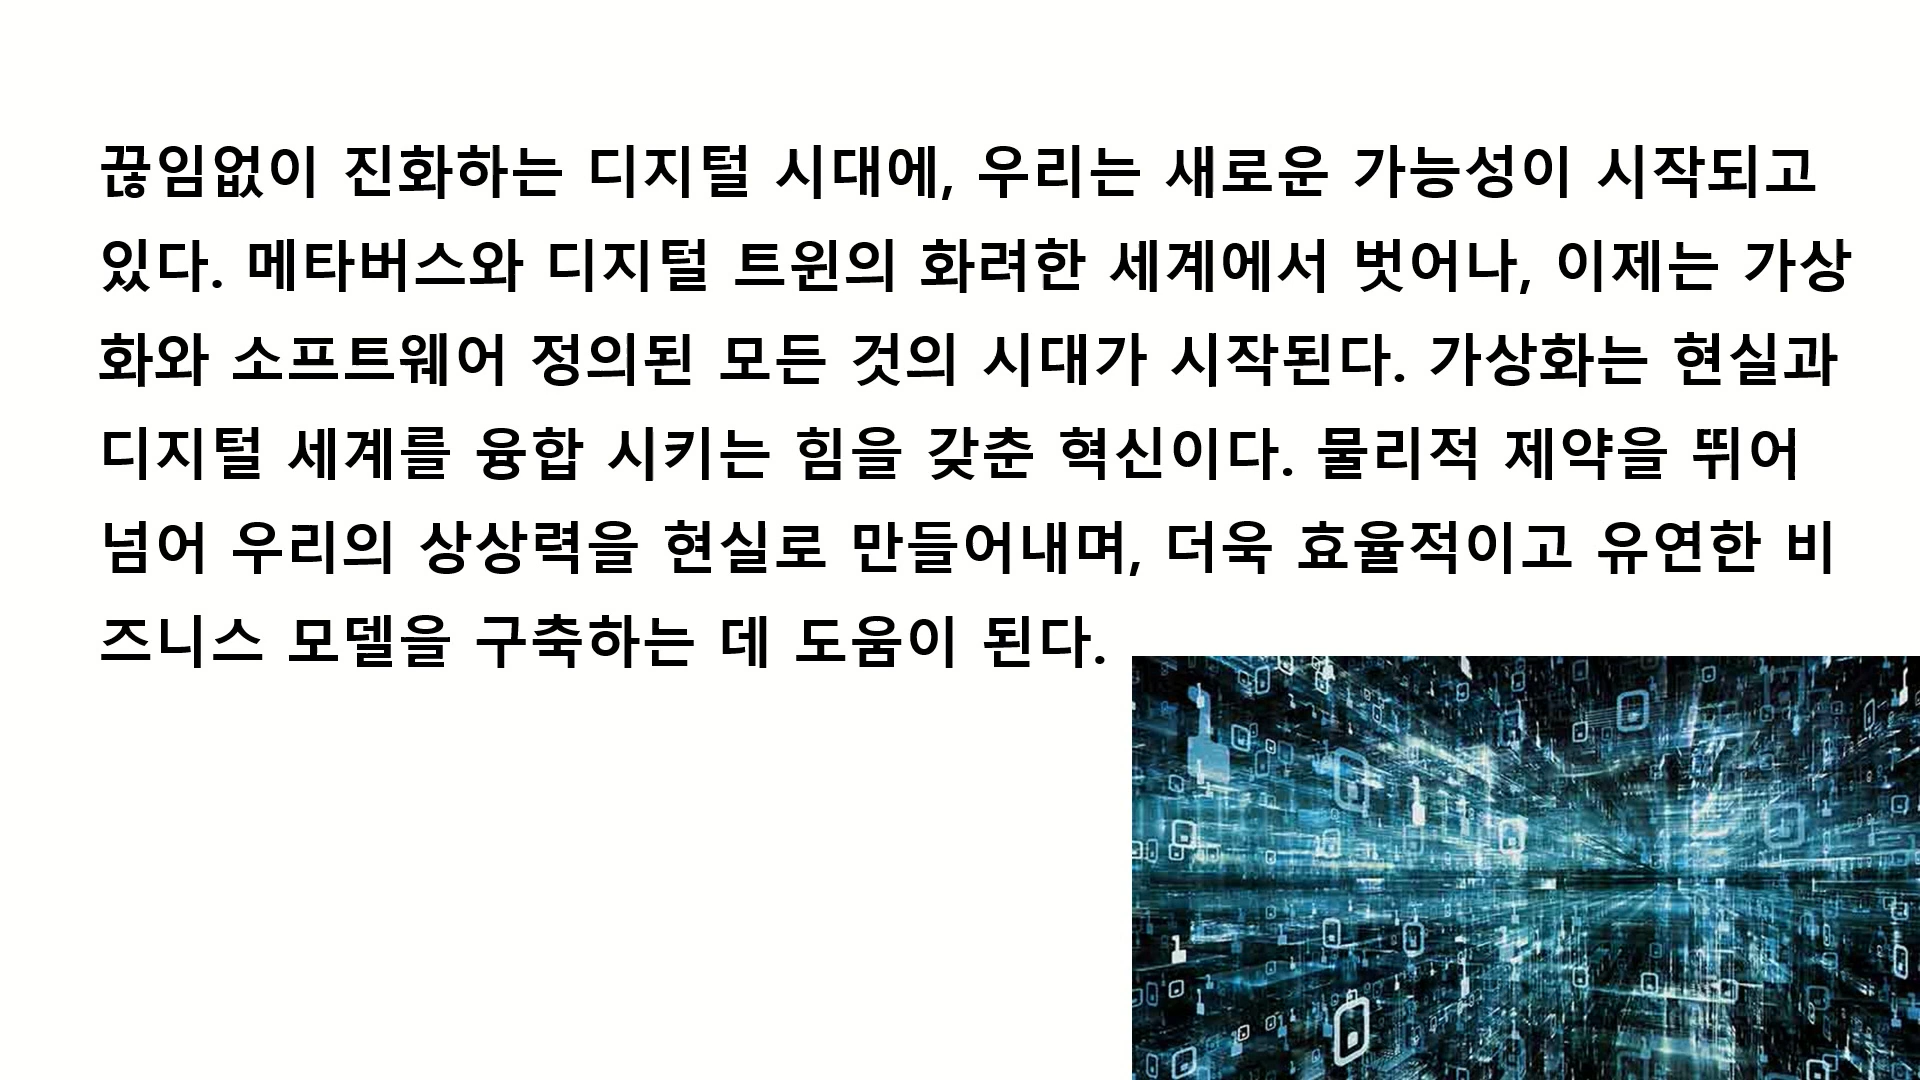 끊임없이 진화하는 디지털 시대에, 우리는 새로운 가능성이 시작되고
있다. 메타버스와 디지털 트윈의 화려한 세계에서 벗어나, 이제는 가상
화와 소프트웨어 정의된 모든 것의 시대가 시작된다. 가상화는 현실과
디지털 세계를 융합 시키는 힘을 갖춘 혁신이다. 물리적 제약을 뛰어
넘어 우리의 상상력을 현실로 만들어내며, 더욱 효율적이고 유연한 비
즈니스 모델을 구축하는 데 도움이 된다.